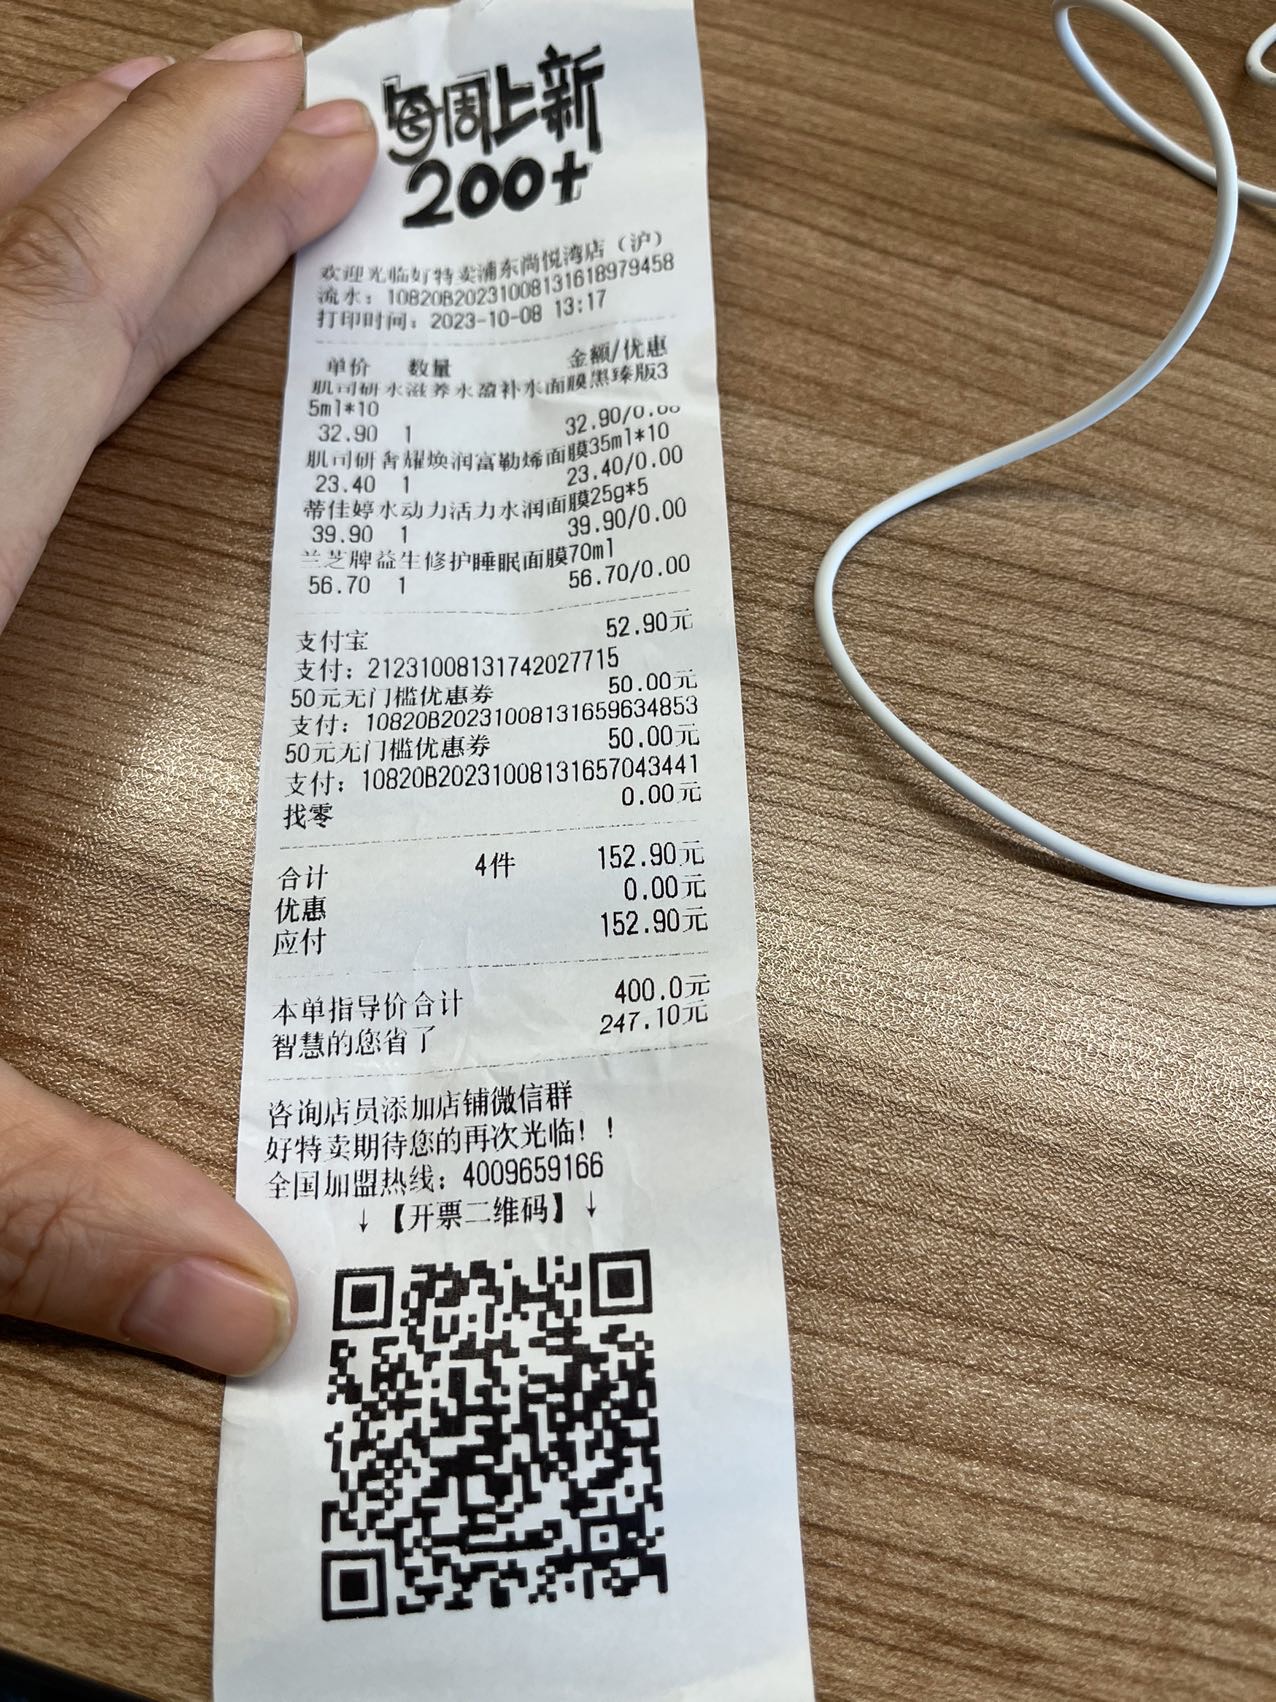 每周上新
200+
欢迎光临好特卖浦东尚悦湾店（沪）
流水：10820B20231008131618979458
打印时间：2023-10-08 13:17
单价 数量 金额/优惠
肌司研水滋养水盈补水面膜黑臻版3
5ml*10
32.90 1 32.90/0.00
肌司研奢耀焕润富勒烯面膜35ml*10
23.40 1 23.40/0.00
蒂佳婷水动力活力水润面膜25g*5
39.90 1 39.90/0.00
兰芝牌益生修护睡眠面膜70ml
56.70 1 56.70/0.00
支付宝 52.90元
支付：21231008131742027715
50元无门槛优惠券 50.00元
支付：10820B20231008131659634853
50元无门槛优惠券 50.00元
支付：10820B20231008131657043441
找零 0.00元
合计 4件 152.90元
优惠 0.00元
应付 152.90元
本单指导价合计 400.0元
智慧的您省了 247.10元
咨询店员添加店铺微信群
好特卖期待您的再次光临！！
全国加盟热线：4009659166
↓【开票二维码】↓